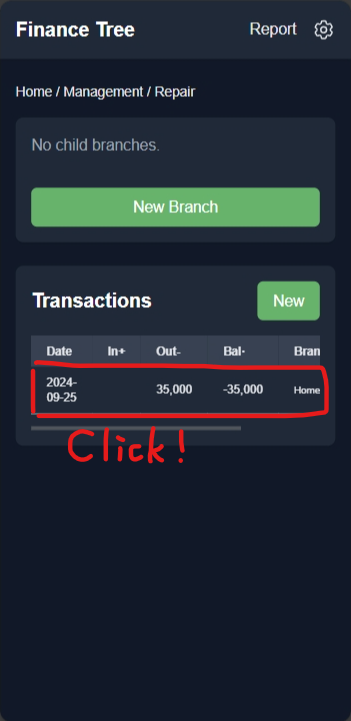 Finance Tree
Report
Home / Management / Repair
No child branches.
New Branch
Transactions
New
Date In+ Out- Bal- Bran
2024-09-25 35,000 -35,000 Home
Click!